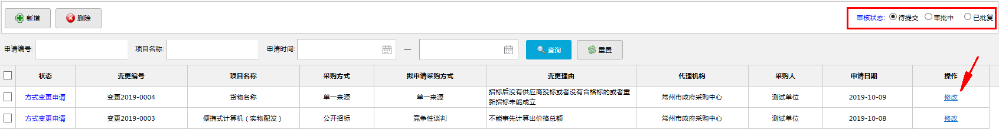 新增 删除 审核状态: 待提交 审批中 已批复
申请编号: 项目名称: 申请时间: — 查询 重置
状态 变更编号 项目名称 采购方式 拟申请采购方式 变更理由 代理机构 采购人 申请日期 操作
方式变更申请 变更2019-0004 货物名称 单一来源 单一来源 招标后没有供应商投标或者没有合格标的或者重
新招标未能成立 常州市政府采购中心 测试单位 2019-10-09 修改
方式变更申请 变更2019-0003 便携式计算机（实物配发） 公开招标 竞争性谈判 不能事先计算出价格总额 常州市政府采购中心 测试单位 2019-10-08 修改